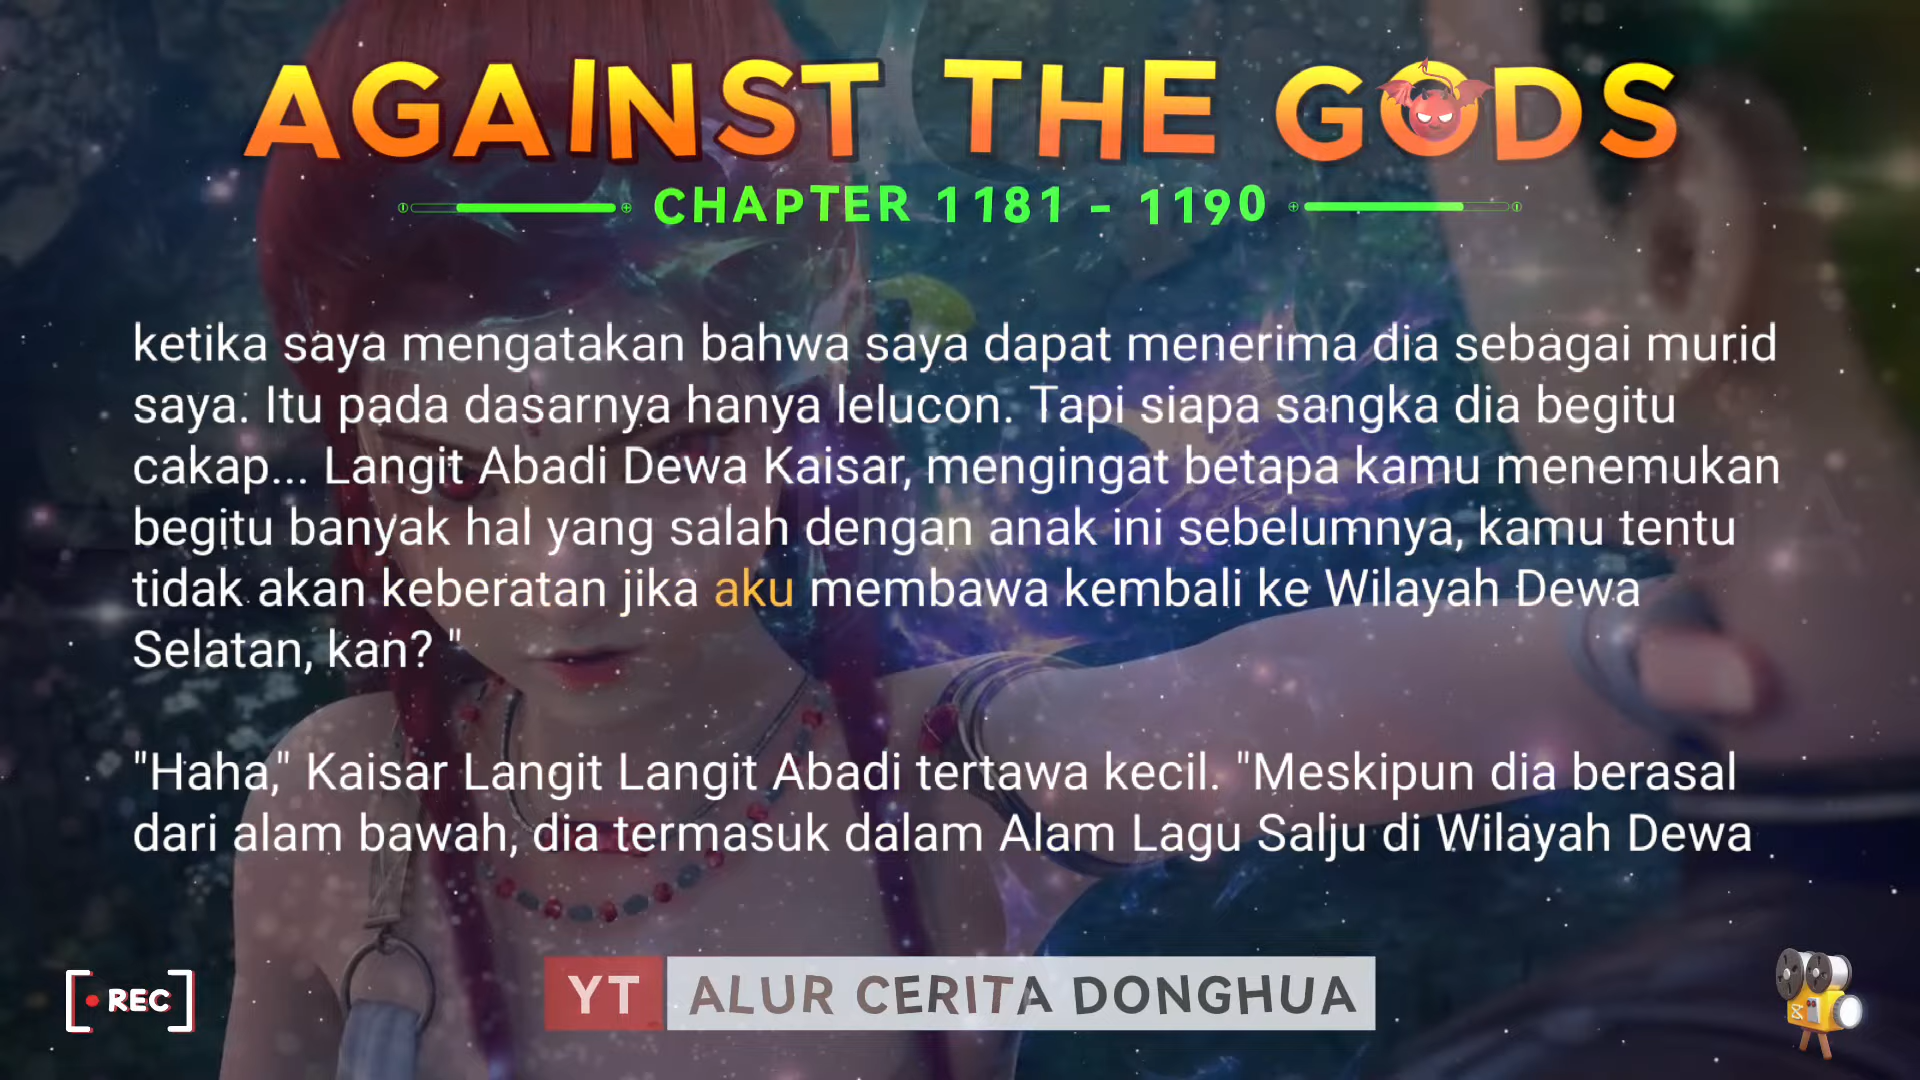 AGAINST THE GODS
CHAPTER 1181 - 1190
ketika saya mengatakan bahwa saya dapat menerima dia sebagai murid
saya. Itu pada dasarnya hanya lelucon. Tapi siapa sangka dia begitu
cakap... Langit Abadi Dewa Kaisar, mengingat betapa kamu menemukan
begitu banyak hal yang salah dengan anak ini sebelumnya, kamu tentu
tidak akan keberatan jika aku membawa kembali ke Wilayah Dewa
Selatan, kan? "
"Haha," Kaisar Langit Langit Abadi tertawa kecil. "Meskipun dia berasal
dari alam bawah, dia termasuk dalam Alam Lagu Salju di Wilayah Dewa
REC
YT ALUR CERITA DONGHUA